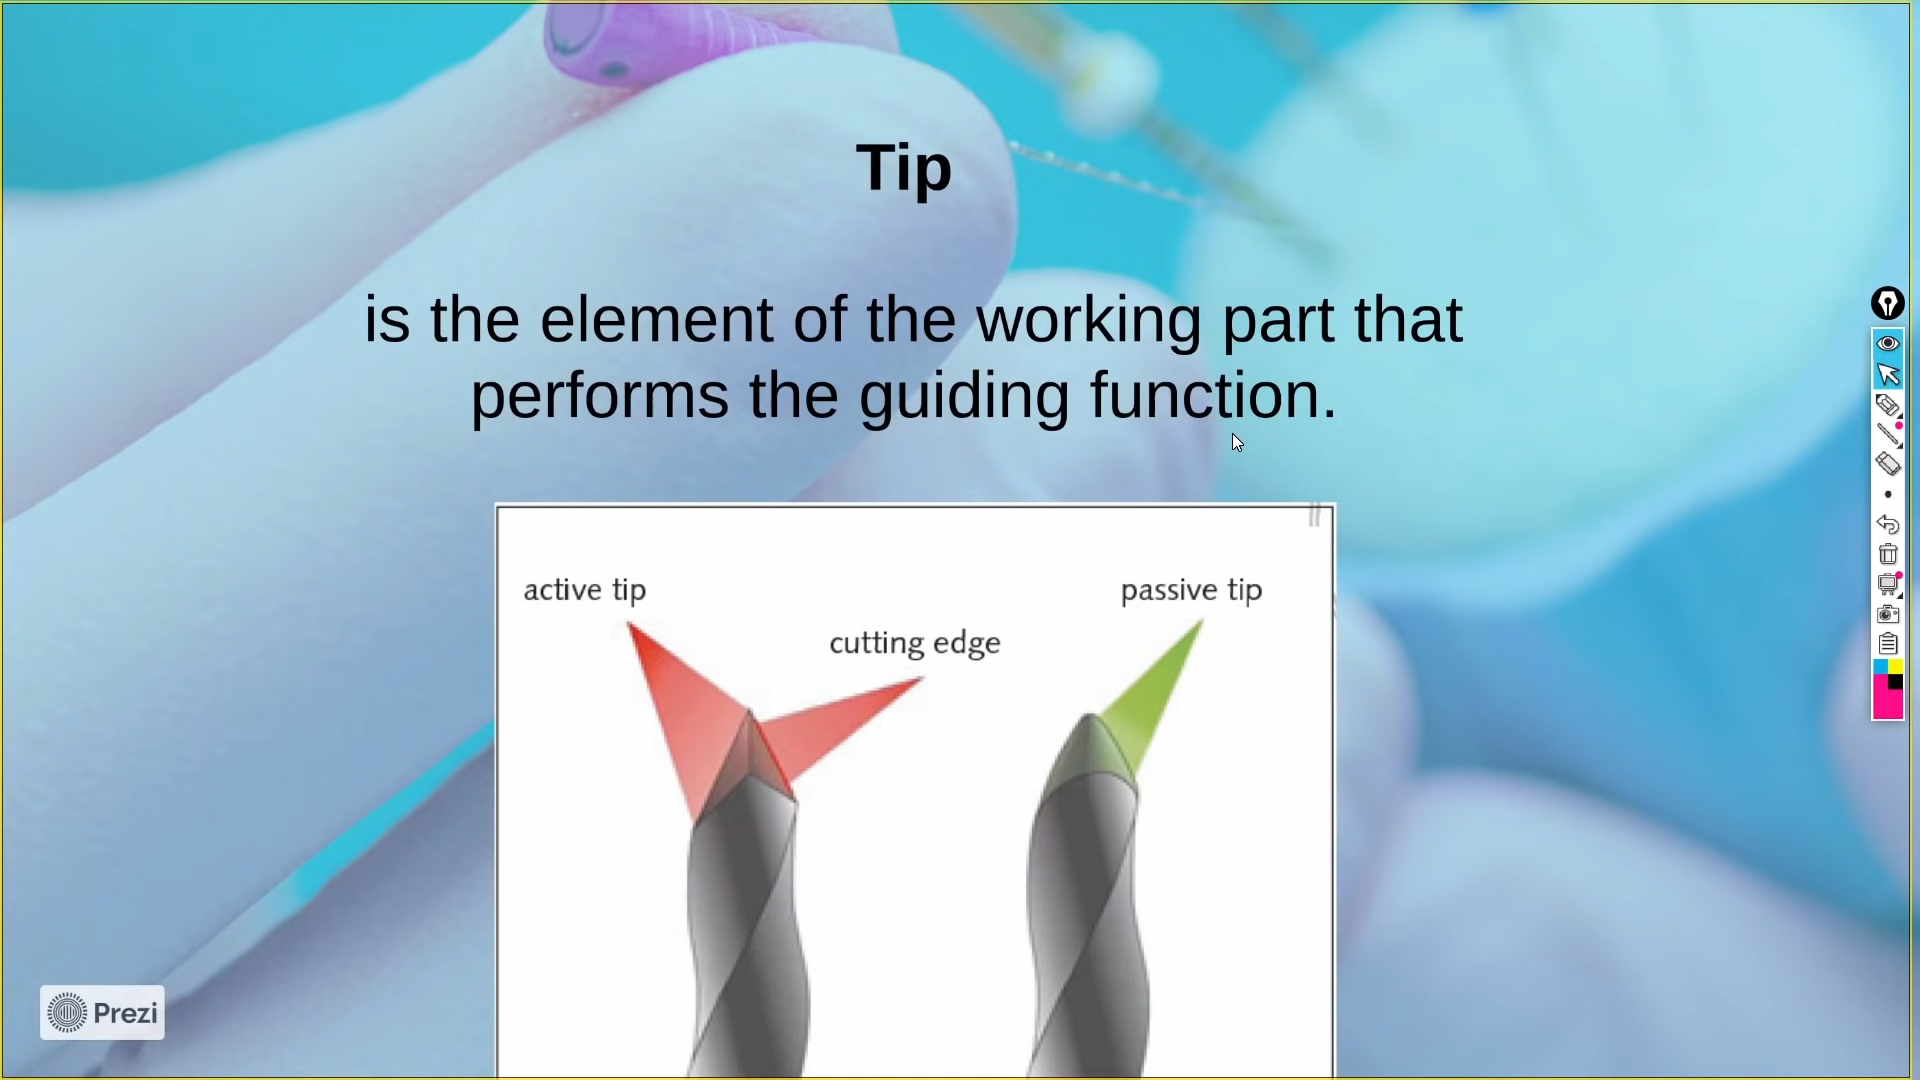 Tip
is the element of the working part that
performs the guiding function.
active tip
passive tip
cutting edge
Prezi